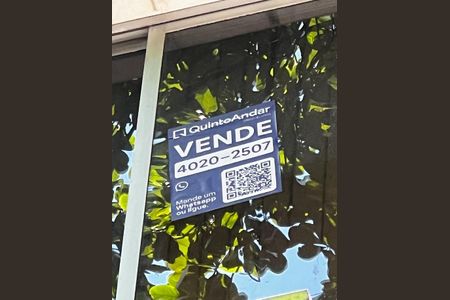 QuintoAndar
VENDE
4020-2507
Mande um
Whatsapp
ou ligue.